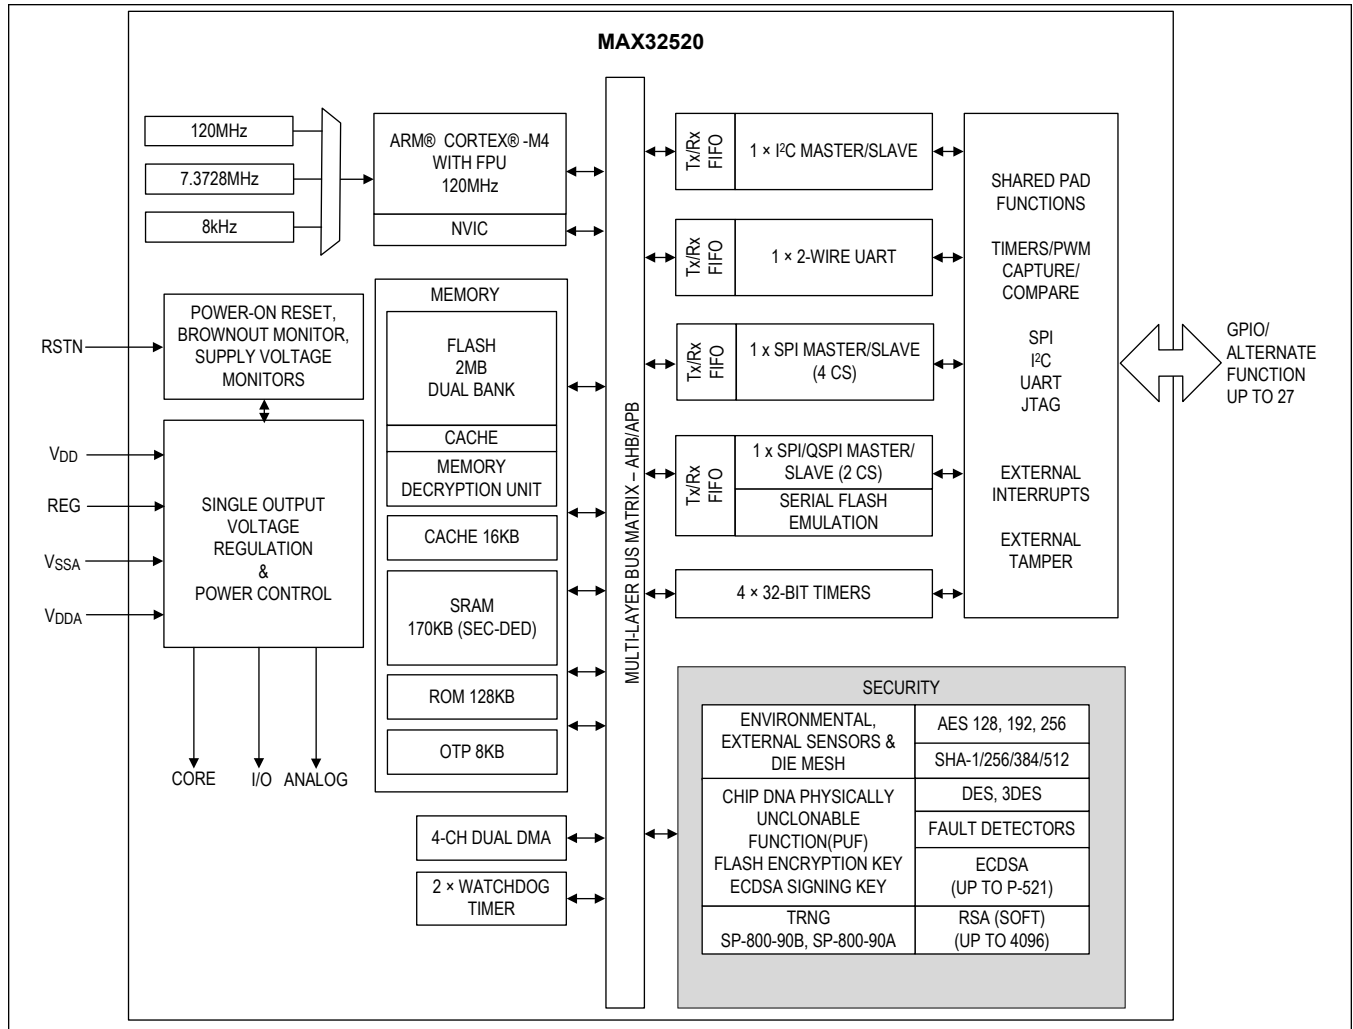 MAX32520
120MHz
7.3728MHz
8kHz
ARM® CORTEX® -M4
WITH FPU
120MHz
NVIC
RSTN
POWER-ON RESET,
BROWNOUT MONITOR,
SUPPLY VOLTAGE
MONITORS
VDD
REG
VSSA
VDDA
SINGLE OUTPUT
VOLTAGE
REGULATION
&
POWER CONTROL
CORE
I/O
ANALOG
MEMORY
FLASH
2MB
DUAL BANK
CACHE
MEMORY
DECRYPTION UNIT
CACHE 16KB
SRAM
170KB (SEC-DED)
ROM 128KB
OTP 8KB
4-CH DUAL DMA
2 × WATCHDOG
TIMER
MULTI-LAYER BUS MATRIX – AHB/APB
Tx/Rx
FIFO
1 × I²C MASTER/SLAVE
Tx/Rx
FIFO
1 × 2-WIRE UART
Tx/Rx
FIFO
1 x SPI MASTER/SLAVE
(4 CS)
Tx/Rx
FIFO
1 x SPI/QSPI MASTER/
SLAVE (2 CS)
SERIAL FLASH
EMULATION
4 × 32-BIT TIMERS
SHARED PAD
FUNCTIONS
TIMERS/PWM
CAPTURE/
COMPARE
SPI
I²C
UART
JTAG
EXTERNAL
INTERRUPTS
EXTERNAL
TAMPER
GPIO/
ALTERNATE
FUNCTION
UP TO 27
SECURITY
ENVIRONMENTAL,
EXTERNAL SENSORS &
DIE MESH
CHIP DNA PHYSICALLY
UNCLONABLE
FUNCTION(PUF)
FLASH ENCRYPTION KEY
ECDSA SIGNING KEY
TRNG
SP-800-90B, SP-800-90A
AES 128, 192, 256
SHA-1/256/384/512
DES, 3DES
FAULT DETECTORS
ECDSA
(UP TO P-521)
RSA (SOFT)
(UP TO 4096)